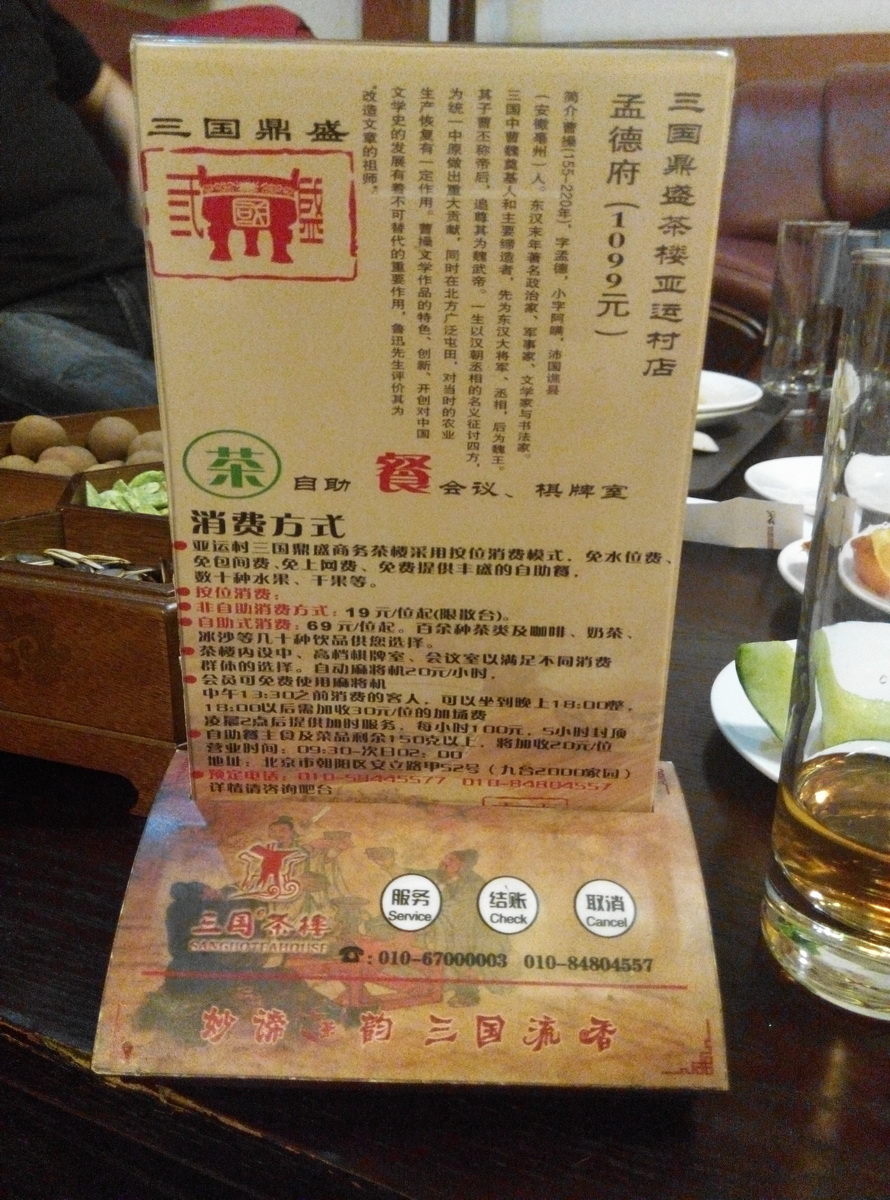 三国鼎盛茶楼亚运村店
孟德府(1099元)
简介曹操(155-220年)，字孟德，小字阿瞒，沛国谯县
(安徽亳州)人。东汉末年著名政治家、军事家、文学家与书法家。
三国中曹魏奠基人和主要缔造者，先为东汉大将军、丞相，后为魏王。
其子曹丕称帝后，追尊其为魏武帝。一生以汉朝丞相的名义征讨四方，
为统一中原做出重大贡献，同时在北方广泛屯田，对当时的农业
生产恢复有一定作用。曹操文学作品的特色、创新、开创对中国
文学史的发展有着不可替代的重要作用，鲁迅先生评价其为
“改造文章的祖师”
三国鼎盛
国
盛
茶 自助 餐 会议、棋牌室
消费方式
亚运村三国鼎盛商务茶楼采用按位消费模式，免水位费、
免包间费、免上网费、免费提供丰盛的自助餐，
数十种水果、干果等。
按位消费：
非自助消费方式：19元/位起(限散台)。
自助式消费：69元/位起。百余种茶类及咖啡、奶茶、
冰沙等几十种饮品供您选择。
茶楼内设中、高档棋牌室、会议室以满足不同消费
群体的选择。自动麻将机20元/小时，
会员可免费使用麻将机
中午13:30之前消费的客人，可以坐到晚上18:00整，
18:00以后需加收30元/位的加场费
凌晨2点后提供加时服务，每小时100元，5小时封顶
自助餐主食及菜品剩余150克以上，将加收20元/位
营业时间：09:30-次日02：00
地址：北京市朝阳区安立路甲52号（九台2000家园）
预定电话：010-58445577 010-84804557
详情请咨询吧台
三国茶楼
SANGUOTEAHOUSE
服务
Service
结账
Check
取消
Cancel
☎:010-67000003 010-84804557
妙谛茶韵 三国流香